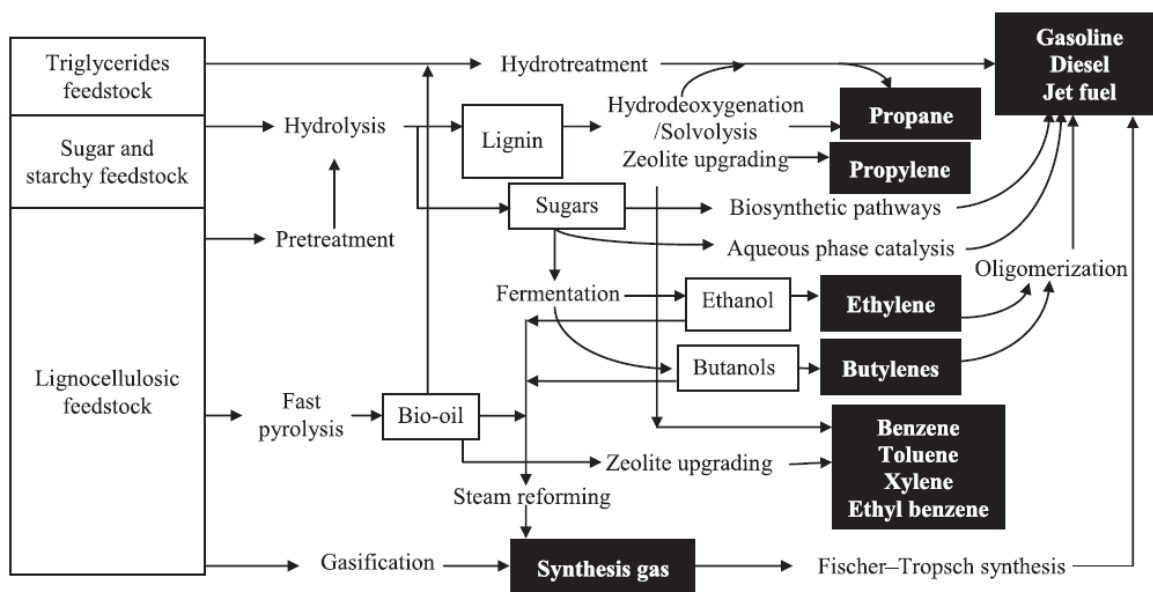 Triglycerides
feedstock
Hydrotreatment
Gasoline
Diesel
Jet fuel
Sugar and
starchy feedstock
Hydrolysis
Lignin
Hydrodeoxygenation
/Solvolysis
Zeolite upgrading
Propane
Propylene
Pretreatment
Sugars
Biosynthetic pathways
Aqueous phase catalysis
Oligomerization
Fermentation
Ethanol
Ethylene
Butanols
Butylenes
Lignocellulosic
feedstock
Fast
pyrolysis
Bio-oil
Zeolite upgrading
Benzene
Toluene
Xylene
Ethyl benzene
Steam reforming
Gasification
Synthesis gas
Fischer–Tropsch synthesis